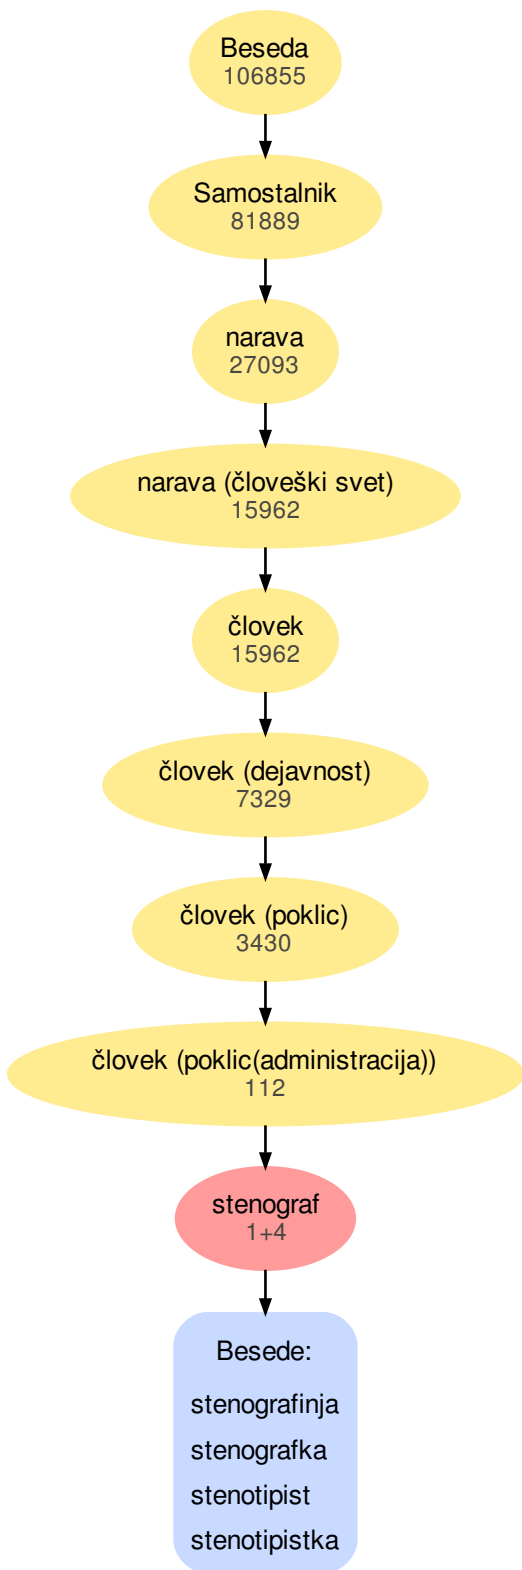 Beseda
106855
Samostalnik
81889
narava
27093
narava (človeški svet)
15962
človek
15962
človek (dejavnost)
7329
človek (poklic)
3430
človek (poklic(administracija))
112
stenograf
1+4
Besede:
stenografinja
stenografka
stenotipist
stenotipistka